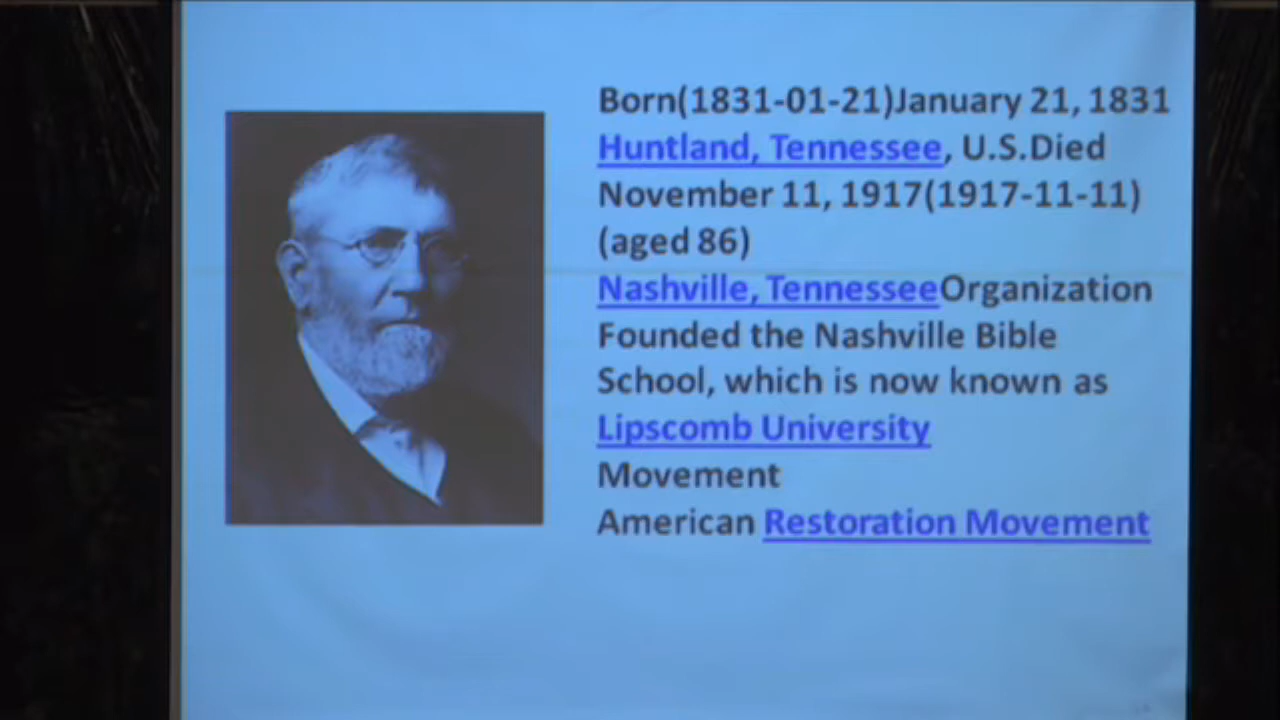 Born(1831-01-21)January 21, 1831
Huntland, Tennessee, U.S.Died
November 11, 1917(1917-11-11)
(aged 86)
Nashville, TennesseeOrganization
Founded the Nashville Bible
School, which is now known as
Lipscomb University
Movement
American Restoration Movement